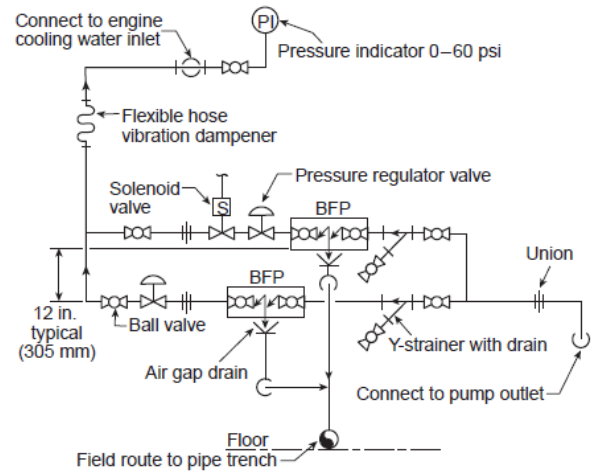 Connect to engine
cooling water inlet
PI
Pressure indicator 0–60 psi
Flexible hose
vibration dampener
Pressure regulator valve
Solenoid
valve
S
BFP
Union
BFP
12 in.
typical
(305 mm)
Ball valve
Y-strainer with drain
Air gap drain
Connect to pump outlet
Floor
Field route to pipe trench